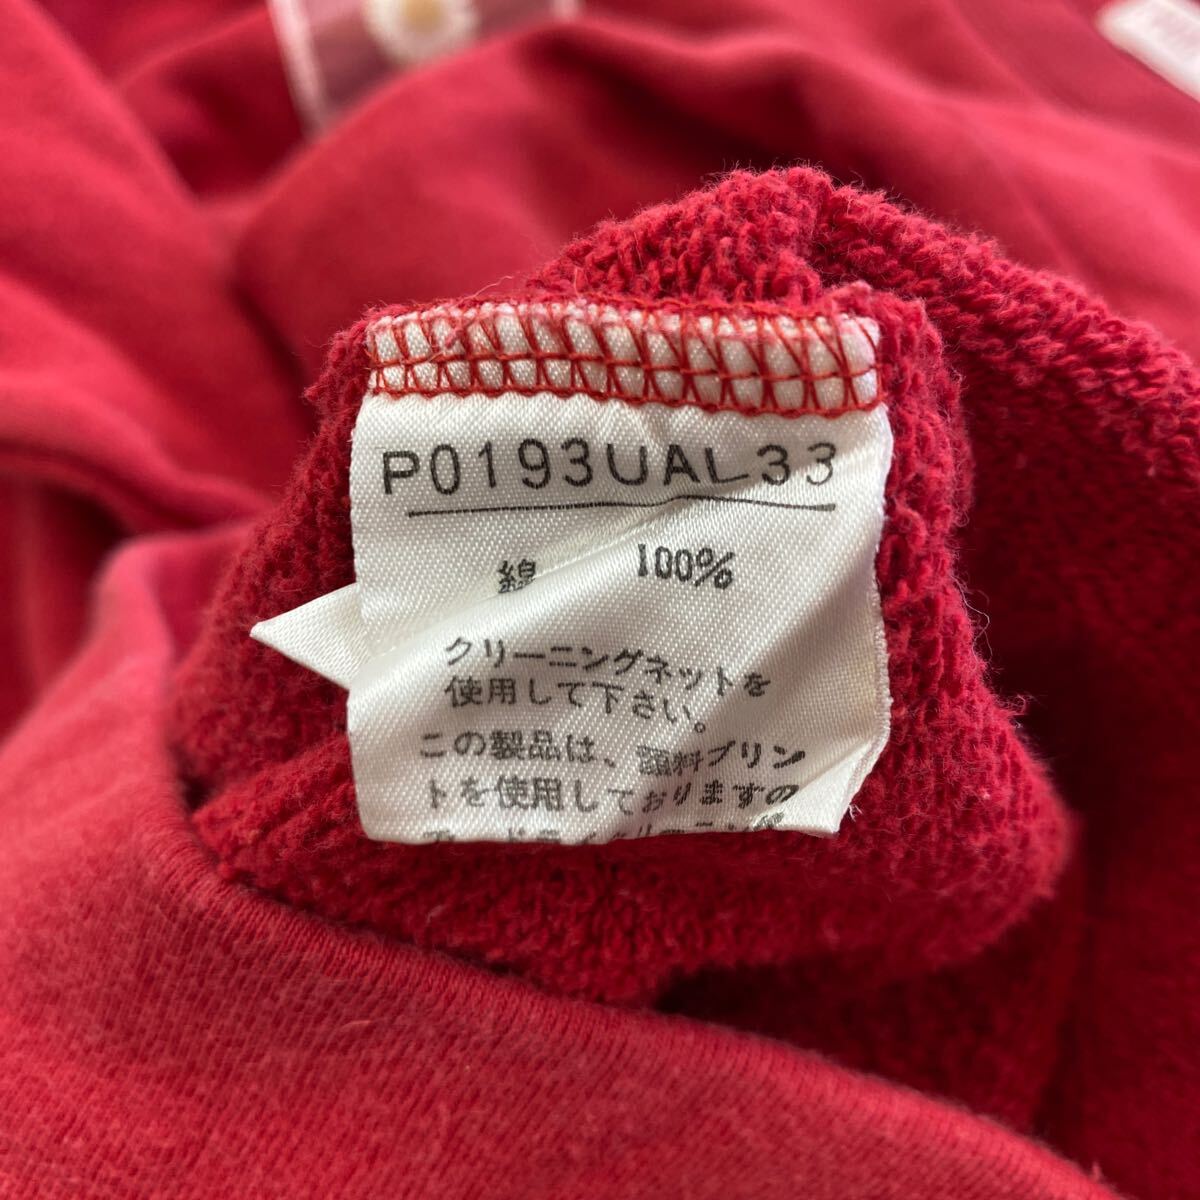 P0193UAL33
綿 100%
クリーニングネットを
使用して下さい。
この製品は、顔料プリン
トを使用しておりますの